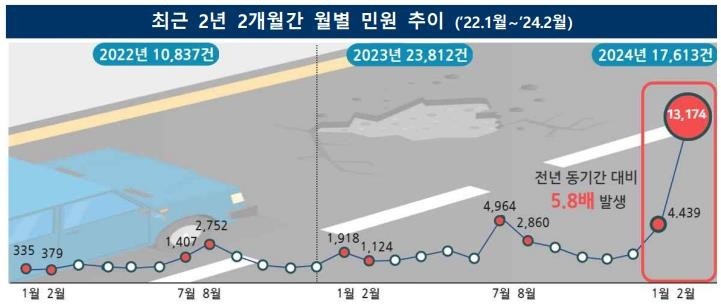 최근 2년 2개월간 월별 민원 추이 (‘22.1월~‘24.2월)
2022년 10,837건
2023년 23,812건
2024년 17,613건
13,174
전년 동기간 대비
5.8배 발생
4,439
4,964
2,860
2,752
1,407
1,918
1,124
335
379
1월 2월
7월 8월
1월 2월
7월 8월
1월 2월